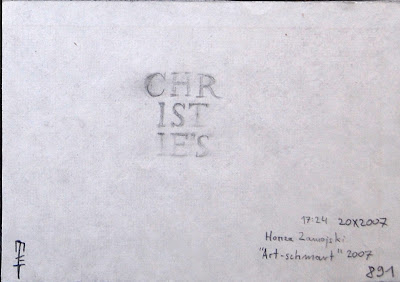 CHR
IST
IE'S
17:24 20X2007
Honza Zamojski
"Art-schmart" 2007
891